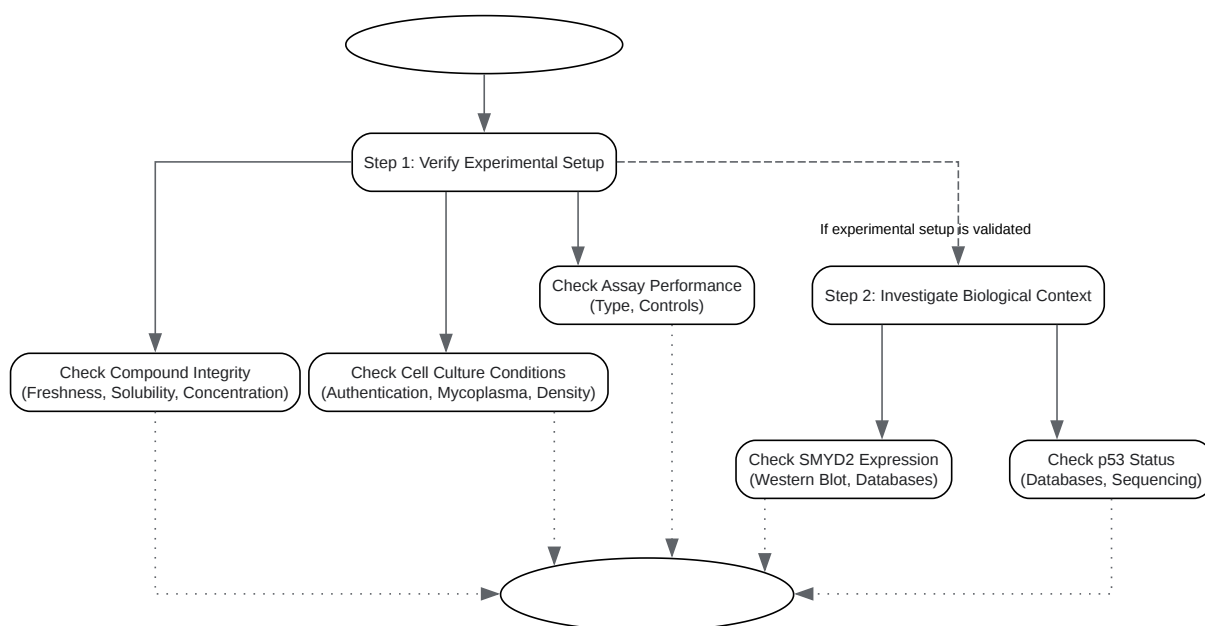 Step 1: Verify Experimental Setup
If experimental setup is validated
Check Assay Performance
(Type, Controls)
Step 2: Investigate Biological Context
Check Compound Integrity
(Freshness, Solubility, Concentration)
Check Cell Culture Conditions
(Authentication, Mycoplasma, Density)
Check SMYD2 Expression
(Western Blot, Databases)
Check p53 Status
(Databases, Sequencing)